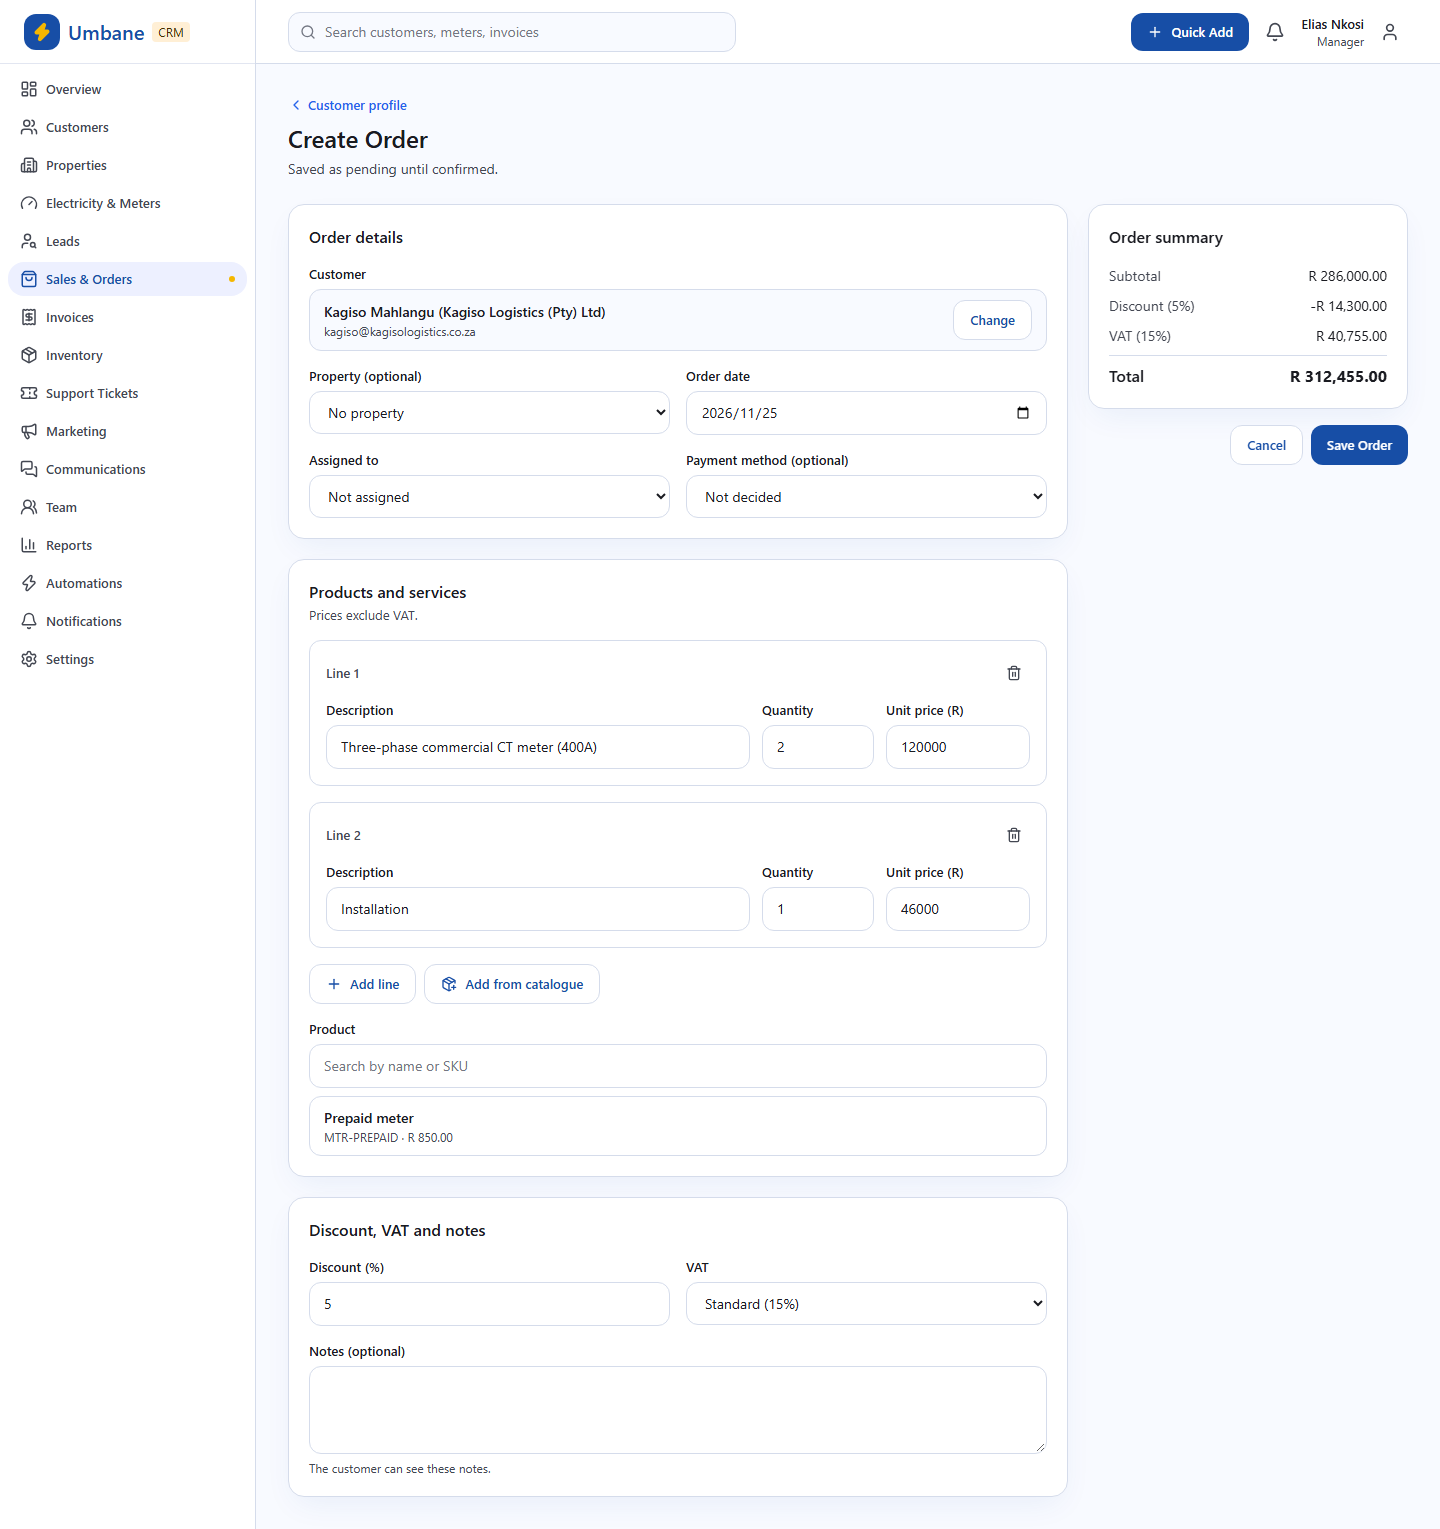 Umbane CRM
Search customers, meters, invoices
Quick Add
Elias Nkosi
Manager
Overview
Customers
Properties
Electricity & Meters
Leads
Sales & Orders
Invoices
Inventory
Support Tickets
Marketing
Communications
Team
Reports
Automations
Notifications
Settings
Customer profile
Create Order
Saved as pending until confirmed.
Order details
Customer
Kagiso Mahlangu (Kagiso Logistics (Pty) Ltd)
kagiso@kagisologistics.co.za
Change
Property (optional)
No property
Order date
2026/11/25
Assigned to
Not assigned
Payment method (optional)
Not decided
Products and services
Prices exclude VAT.
Line 1
Description
Three-phase commercial CT meter (400A)
Quantity
2
Unit price (R)
120000
Line 2
Description
Installation
Quantity
1
Unit price (R)
46000
Add line
Add from catalogue
Product
Search by name or SKU
Prepaid meter
MTR-PREPAID · R 850.00
Discount, VAT and notes
Discount (%)
5
VAT
Standard (15%)
Notes (optional)
The customer can see these notes.
Order summary
Subtotal R 286,000.00
Discount (5%) -R 14,300.00
VAT (15%) R 40,755.00
Total R 312,455.00
Cancel
Save Order